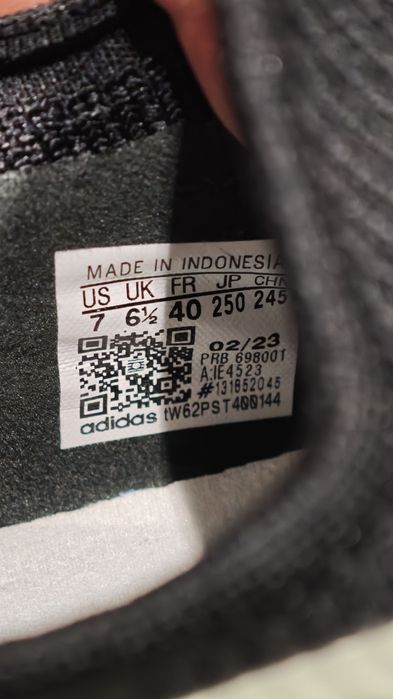 MADE IN INDONESIA
US UK FR JP CHN
7 6½ 40 250 245
02/23
PRB 698001
A:IE4523
#131652045
adidas tW62PST400144